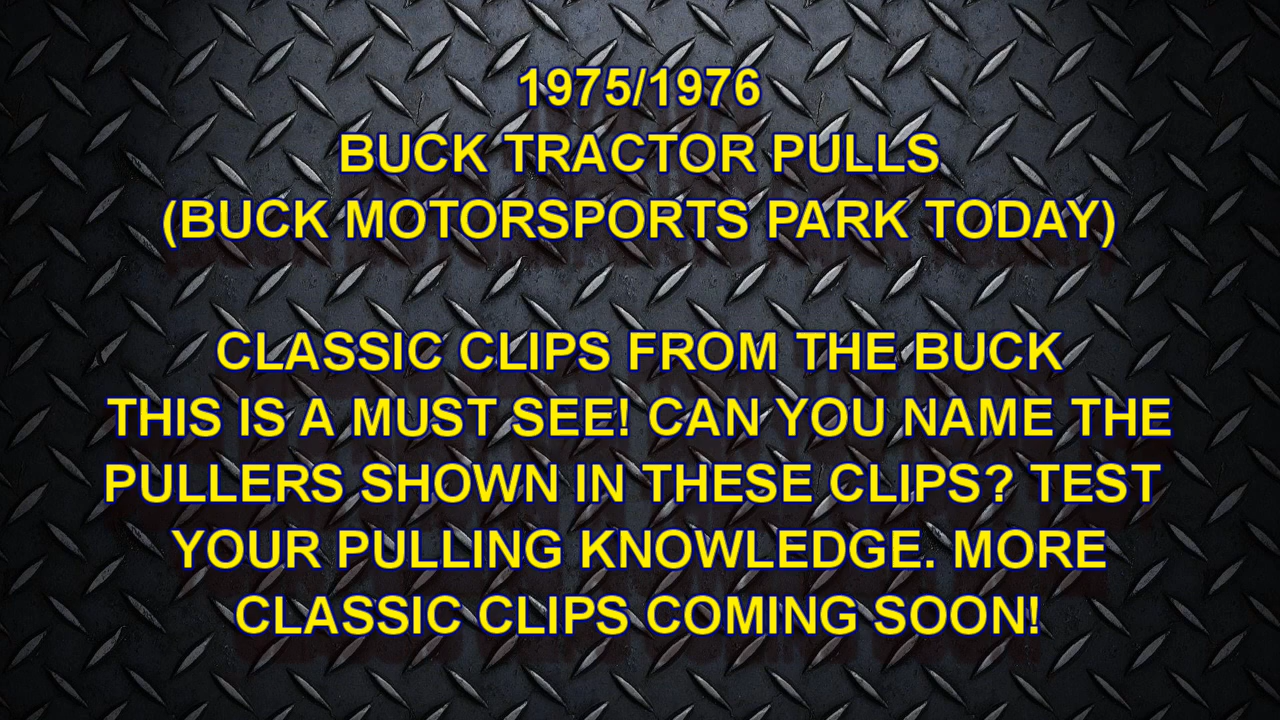 1975/1976
BUCK TRACTOR PULLS
(BUCK MOTORSPORTS PARK TODAY)
CLASSIC CLIPS FROM THE BUCK
THIS IS A MUST SEE! CAN YOU NAME THE
PULLERS SHOWN IN THESE CLIPS? TEST
YOUR PULLING KNOWLEDGE. MORE
CLASSIC CLIPS COMING SOON!